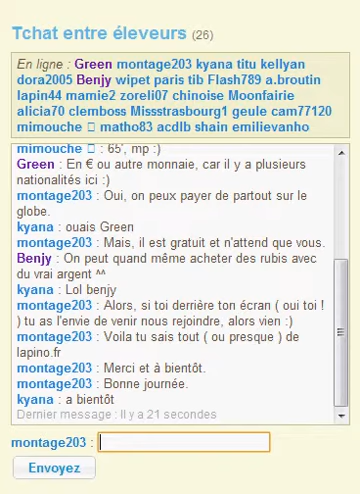 Tchat entre éleveurs (26)
En ligne : Green montage203 kyana titu kellyan
dora2005 Benjy wipet paris tib Flash789 a.broutin
lapin44 mamie2 zoreli07 chinoise Moonfairie
alicia70 clemboss Missstrasbourg1 geule cam77120
mimouche ▯ matho83 acdlb shain emilievanho
mimouche ▯ : 65', mp :)
Green : En € ou autre monnaie, car il y a plusieurs
nationalités ici :)
montage203 : Oui, on peux payer de partout sur le
globe.
kyana : ouais Green
montage203 : Mais, il est gratuit et n'attend que vous.
Benjy : On peut quand même acheter des rubis avec
du vrai argent ^^
kyana : Lol benjy
montage203 : Alors, si toi derrière ton écran ( oui toi !
) tu as l'envie de venir nous rejoindre, alors vien :)
montage203 : Voila tu sais tout ( ou presque ) de
lapino.fr
montage203 : Merci et à bientôt.
montage203 : Bonne journée.
kyana : a bientôt
Dernier message : Il y a 21 secondes
montage203 :
Envoyez